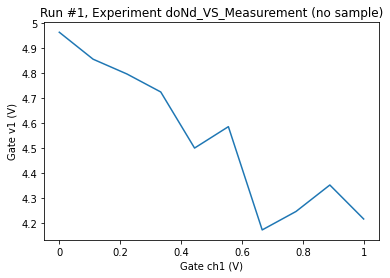 Run #1, Experiment doNd_VS_Measurement (no sample)
5
4.9
4.8
4.7
4.6
4.5
4.4
4.3
4.2
Gate v1 (V)
0 0.2 0.4 0.6 0.8 1
Gate ch1 (V)